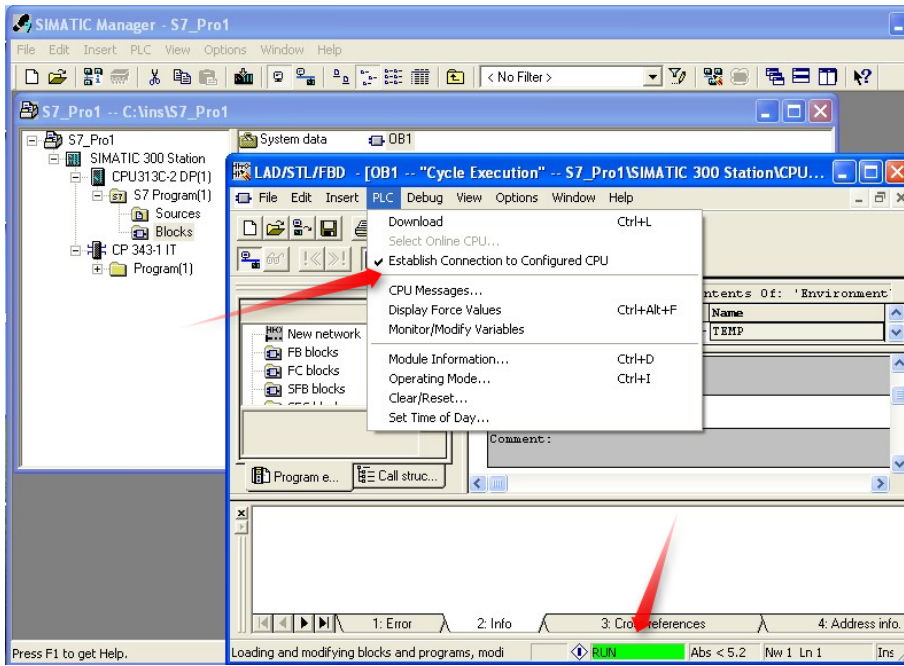 SIMATIC Manager - S7_Pro1
File Edit Insert PLC View Options Window Help
< No Filter >
S7_Pro1 -- C:\ins\S7_Pro1
S7_Pro1
SIMATIC 300 Station
CPU313C-2 DP(1)
S7 Program(1)
Sources
Blocks
CP 343-1 IT
Program(1)
System data
OB1
LAD/STL/FBD - [OB1 -- "Cycle Execution" -- S7_Pro1\SIMATIC 300 Station\CPU...
File Edit Insert PLC Debug View Options Window Help
Download Ctrl+L
Select Online CPU...
Establish Connection to Configured CPU
CPU Messages...
Display Force Values Ctrl+Alt+F
Monitor/Modify Variables
Module Information... Ctrl+D
Operating Mode... Ctrl+I
Clear/Reset...
Set Time of Day...
Of: 'Environment'
Name
TEMP
New network
FB blocks
FC blocks
SFB blocks
Comment:
Program e...
Call struc...
1: Error 2: Info 3: Cross-references 4: Address info.
Press F1 to get Help.
Loading and modifying blocks and programs, modi RUN Abs < 5.2 Nw 1 Ln 1 Ins